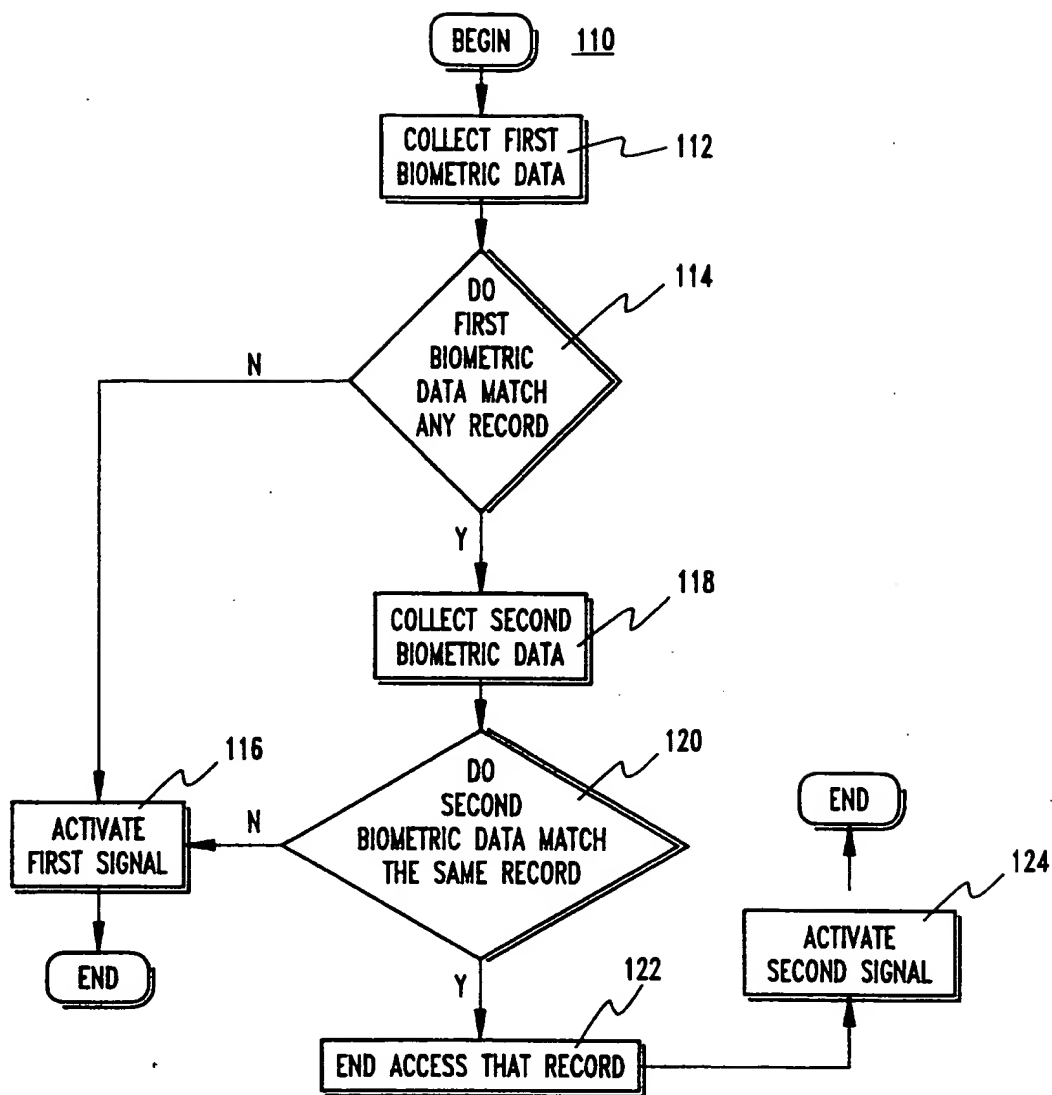 BEGIN
110
COLLECT FIRST
BIOMETRIC DATA
112
DO
FIRST
BIOMETRIC
DATA MATCH
ANY RECORD
114
N
Y
COLLECT SECOND
BIOMETRIC DATA
118
DO
SECOND
BIOMETRIC DATA MATCH
THE SAME RECORD
120
N
116
ACTIVATE
FIRST SIGNAL
END
Y
122
END ACCESS THAT RECORD
124
ACTIVATE
SECOND SIGNAL
END